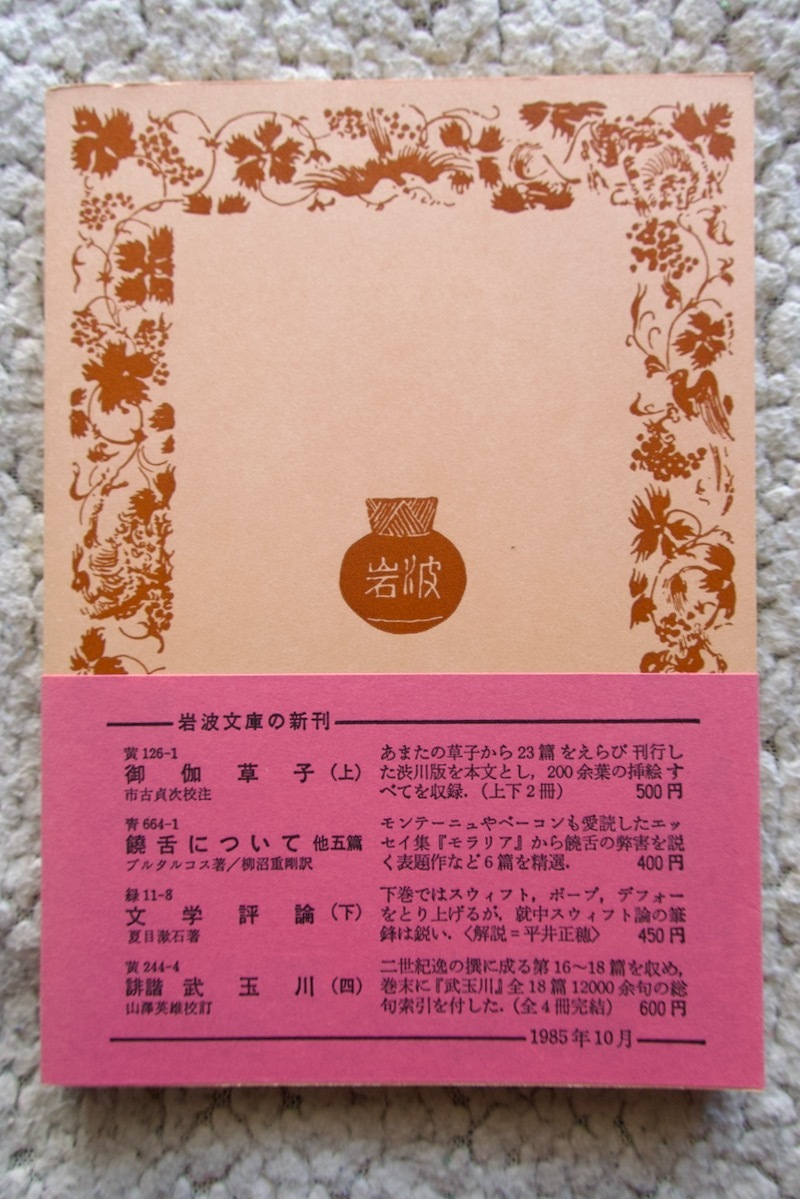 岩波
岩波文庫の新刊
黄126-1
御伽草子（上）
市古貞次校注
あまたの草子から23篇をえらび刊行し
た渋川版を本文とし，200余葉の挿絵す
べてを収録．（上下2冊） 500円
青664-1
饒舌について 他五篇
プルタルコス著／柳沼重剛訳
モンテーニュやベーコンも愛読したエッ
セイ集『モラリア』から饒舌の弊害を説
く表題作など6篇を精選． 400円
緑11-8
文学評論（下）
夏目漱石著
下巻ではスウィフト，ポープ，デフォー
をとり上げるが，就中スウィフト論の筆
鋒は鋭い．〈解説＝平井正穂〉 450円
黄244-4
誹諧 武玉川（四）
山澤英雄校訂
二世紀逸の撰に成る第16〜18篇を収め，
巻末に『武玉川』全18篇12000余句の総
句索引を付した．（全4冊完結） 600円
1985年10月